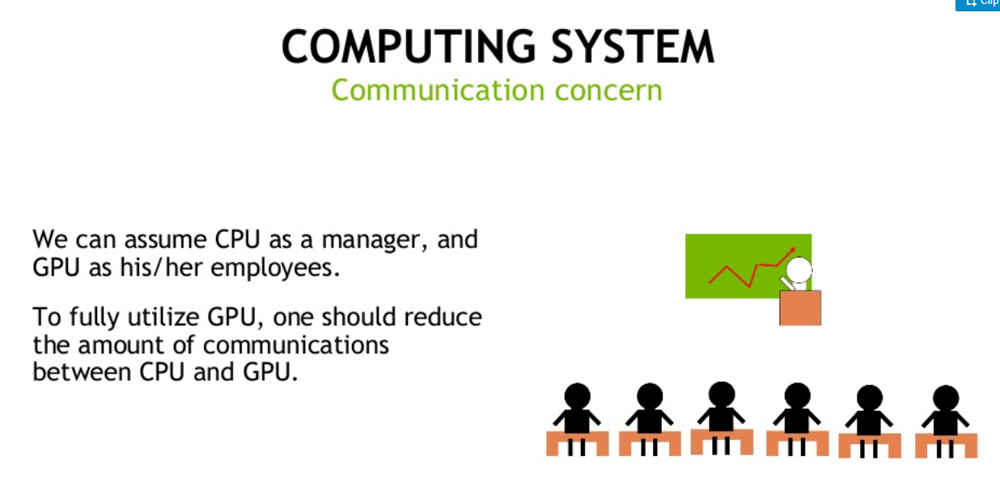 Clip
COMPUTING SYSTEM
Communication concern
We can assume CPU as a manager, and
GPU as his/her employees.
To fully utilize GPU, one should reduce
the amount of communications
between CPU and GPU.